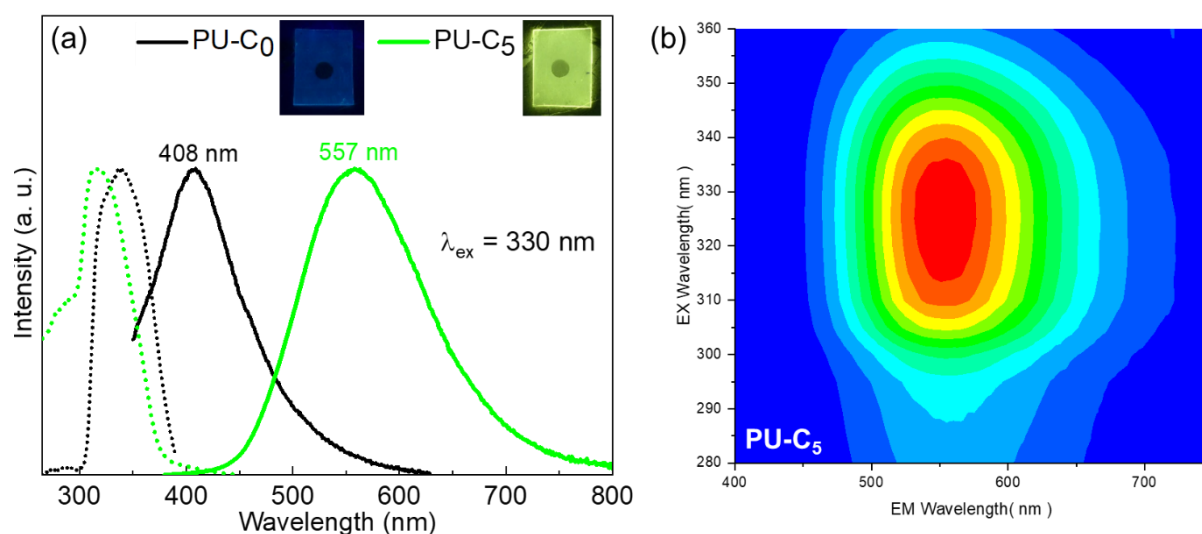 (a) PU-C₀ PU-C₅
408 nm
557 nm
λex = 330 nm
Intensity (a. u.)
300 400 500 600 700 800
Wavelength (nm)
(b)
360
350
340
330
320
310
300
290
280
EX Wavelength( nm )
PU-C₅
400 500 600 700
EM Wavelength( nm )